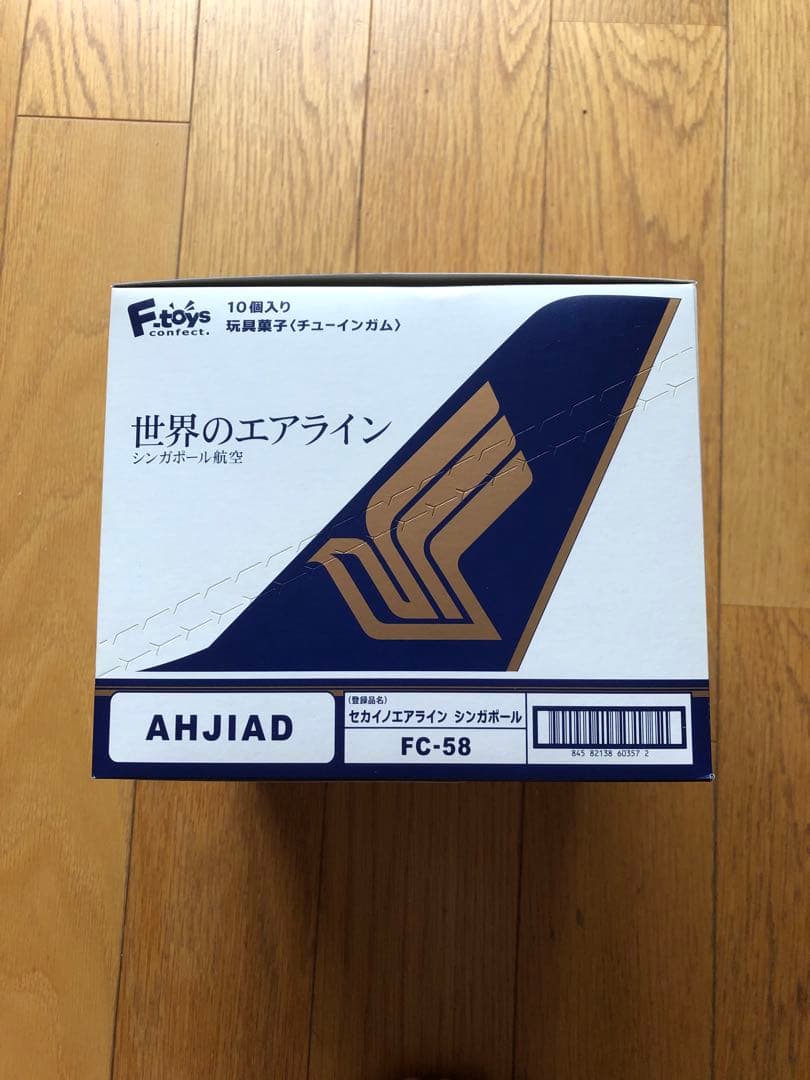 F-toys
confect.
10個入り
玩具菓子〈チューインガム〉
世界のエアライン
シンガポール航空
AHJIAD
(登録品名)
セカイノエアライン シンガポール
FC-58
845 82138 60357 2